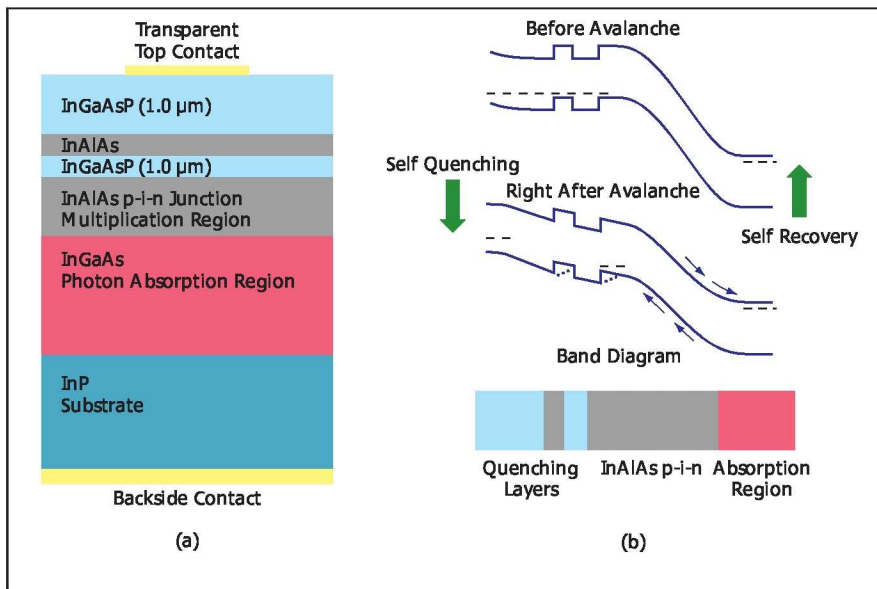 Transparent
Top Contact
InGaAsP (1.0 µm)
InAlAs
InGaAsP (1.0 µm)
InAlAs p-i-n Junction
Multiplication Region
InGaAs
Photon Absorption Region
InP
Substrate
Backside Contact
(a)
Before Avalanche
Self Quenching
Right After Avalanche
Self Recovery
Band Diagram
Quenching
Layers
InAlAs p-i-n
Absorption
Region
(b)